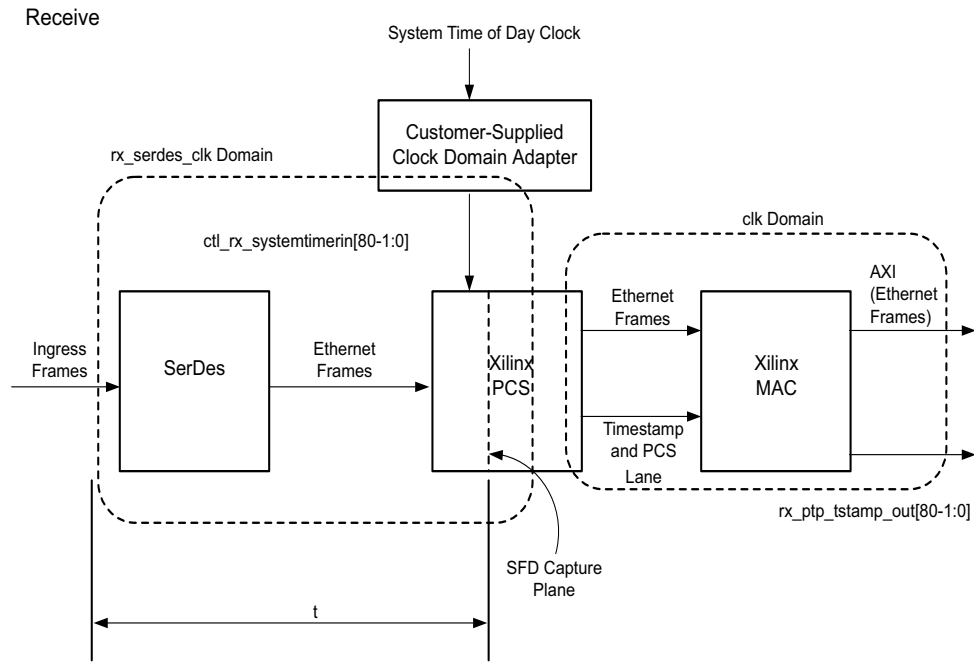 Receive
System Time of Day Clock
Customer-Supplied
Clock Domain Adapter
rx_serdes_clk Domain
ctl_rx_systemtimerin[80-1:0]
clk Domain
Ingress
Frames
SerDes
Ethernet
Frames
Xilinx
PCS
Ethernet
Frames
Timestamp
and PCS
Lane
Xilinx
MAC
AXI
(Ethernet
Frames)
rx_ptp_tstamp_out[80-1:0]
SFD Capture
Plane
t